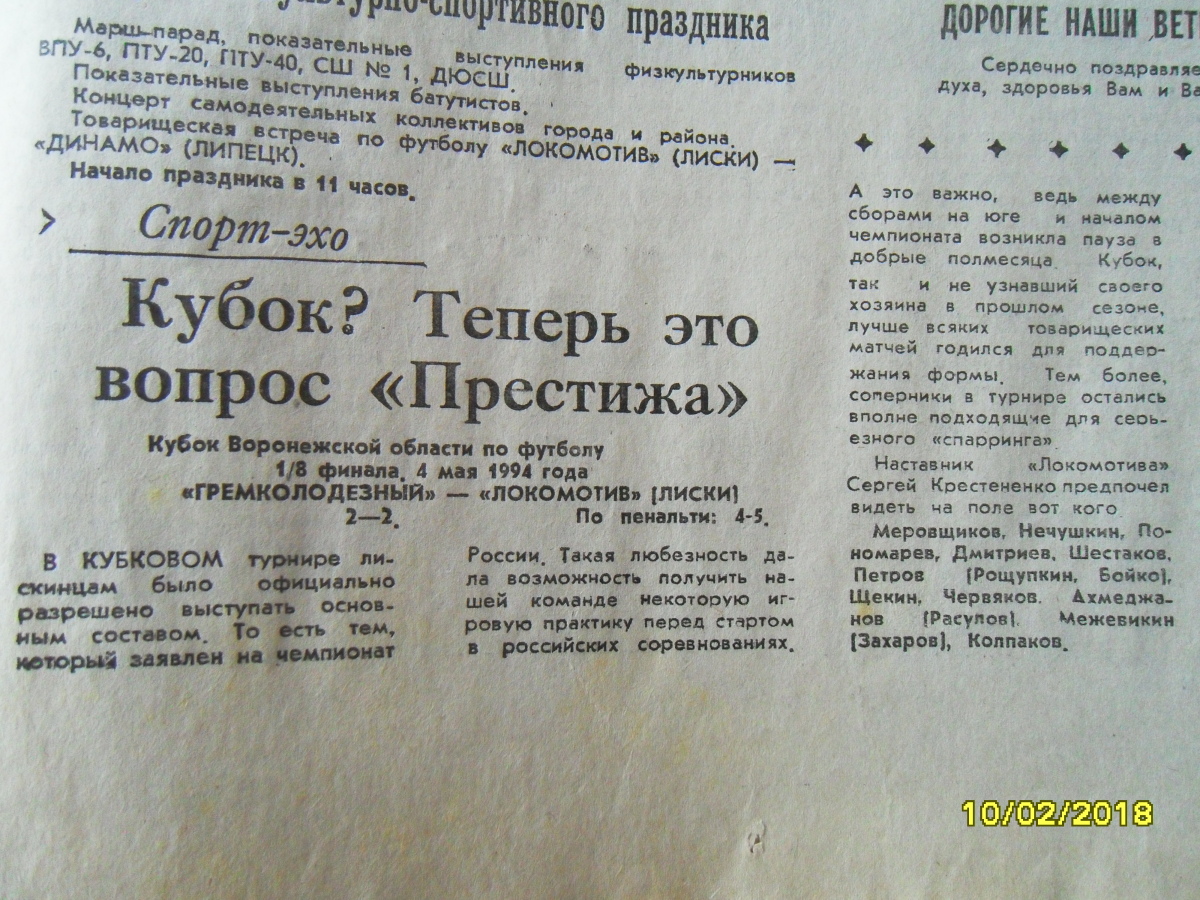 культурно-спортивного праздника
Марш-парад, показательные выступления физкультурников
ВПУ-6, ПТУ-20, ПТУ-40, СШ № 1, ДЮСШ.
Показательные выступления батутистов.
Концерт самодеятельных коллективов города и района.
Товарищеская встреча по футболу «ЛОКОМОТИВ» (ЛИСКИ) —
«ДИНАМО» (ЛИПЕЦК).
Начало праздника в 11 часов.
Спорт-эхо
Кубок? Теперь это
вопрос «Престижа»
Кубок Воронежской области по футболу
1/8 финала. 4 мая 1994 года
«ГРЕМКОЛОДЕЗНЫЙ» — «ЛОКОМОТИВ» [ЛИСКИ]
2—2. По пенальти: 4-5.
В КУБКОВОМ турнире ли-
скинцам было официально
разрешено выступать основ-
ным составом. То есть тем,
который заявлен на чемпионат
России. Такая любезность да-
ла возможность получить на-
шей команде некоторую иг-
ровую практику перед стартом
в российских соревнованиях.
ДОРОГИЕ НАШИ ВЕТ
Сердечно поздравляе
духа, здоровья Вам и Ва
А это важно, ведь между
сборами на юге и началом
чемпионата возникла пауза в
добрые полмесяца. Кубок,
так и не узнавший своего
хозяина в прошлом сезоне,
лучше всяких товарищеских
матчей годился для поддер-
жания формы. Тем более,
соперники в турнире остались
вполне подходящие для серь-
езного «спарринга»
Наставник «Локомотива»
Сергей Крестененко предпочел
видеть на поле вот кого
Меровщиков, Нечушкин, По-
номарев, Дмитриев, Шестаков,
Петров [Рощупкин, Бойко],
Щекин, Червяков. Ахмеджа-
нов [Расулов], Межевикин
[Захаров], Колпаков.
10/02/2018